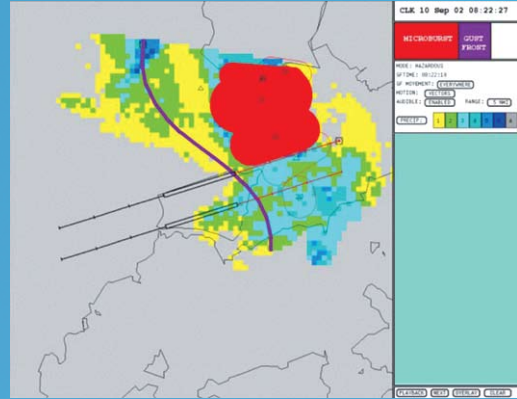 CLK 10 Sep 02 08:22:27
MICROBURST GUST
FRONT
MODE: HAZARDOUS
GFTIME: 08:22:19
GF MOVEMENT: EVERYWHERE
MOTION: VECTORS
AUDIBLE: ENABLED RANGE: 5 NMI
PRECIP: 1 2 3 4 5 6
PLAYBACK NEXT OVERLAY CLEAR